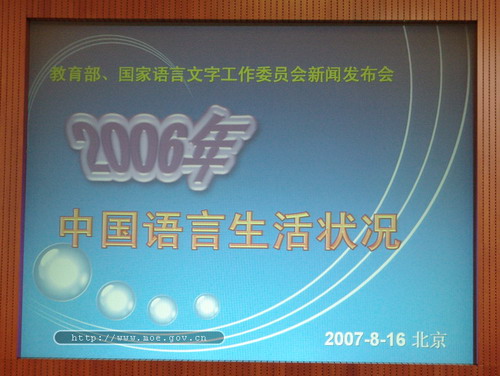 教育部、国家语言文字工作委员会新闻发布会
2006年
中国语言生活状况
http://www.moe.gov.cn
2007-8-16 北京